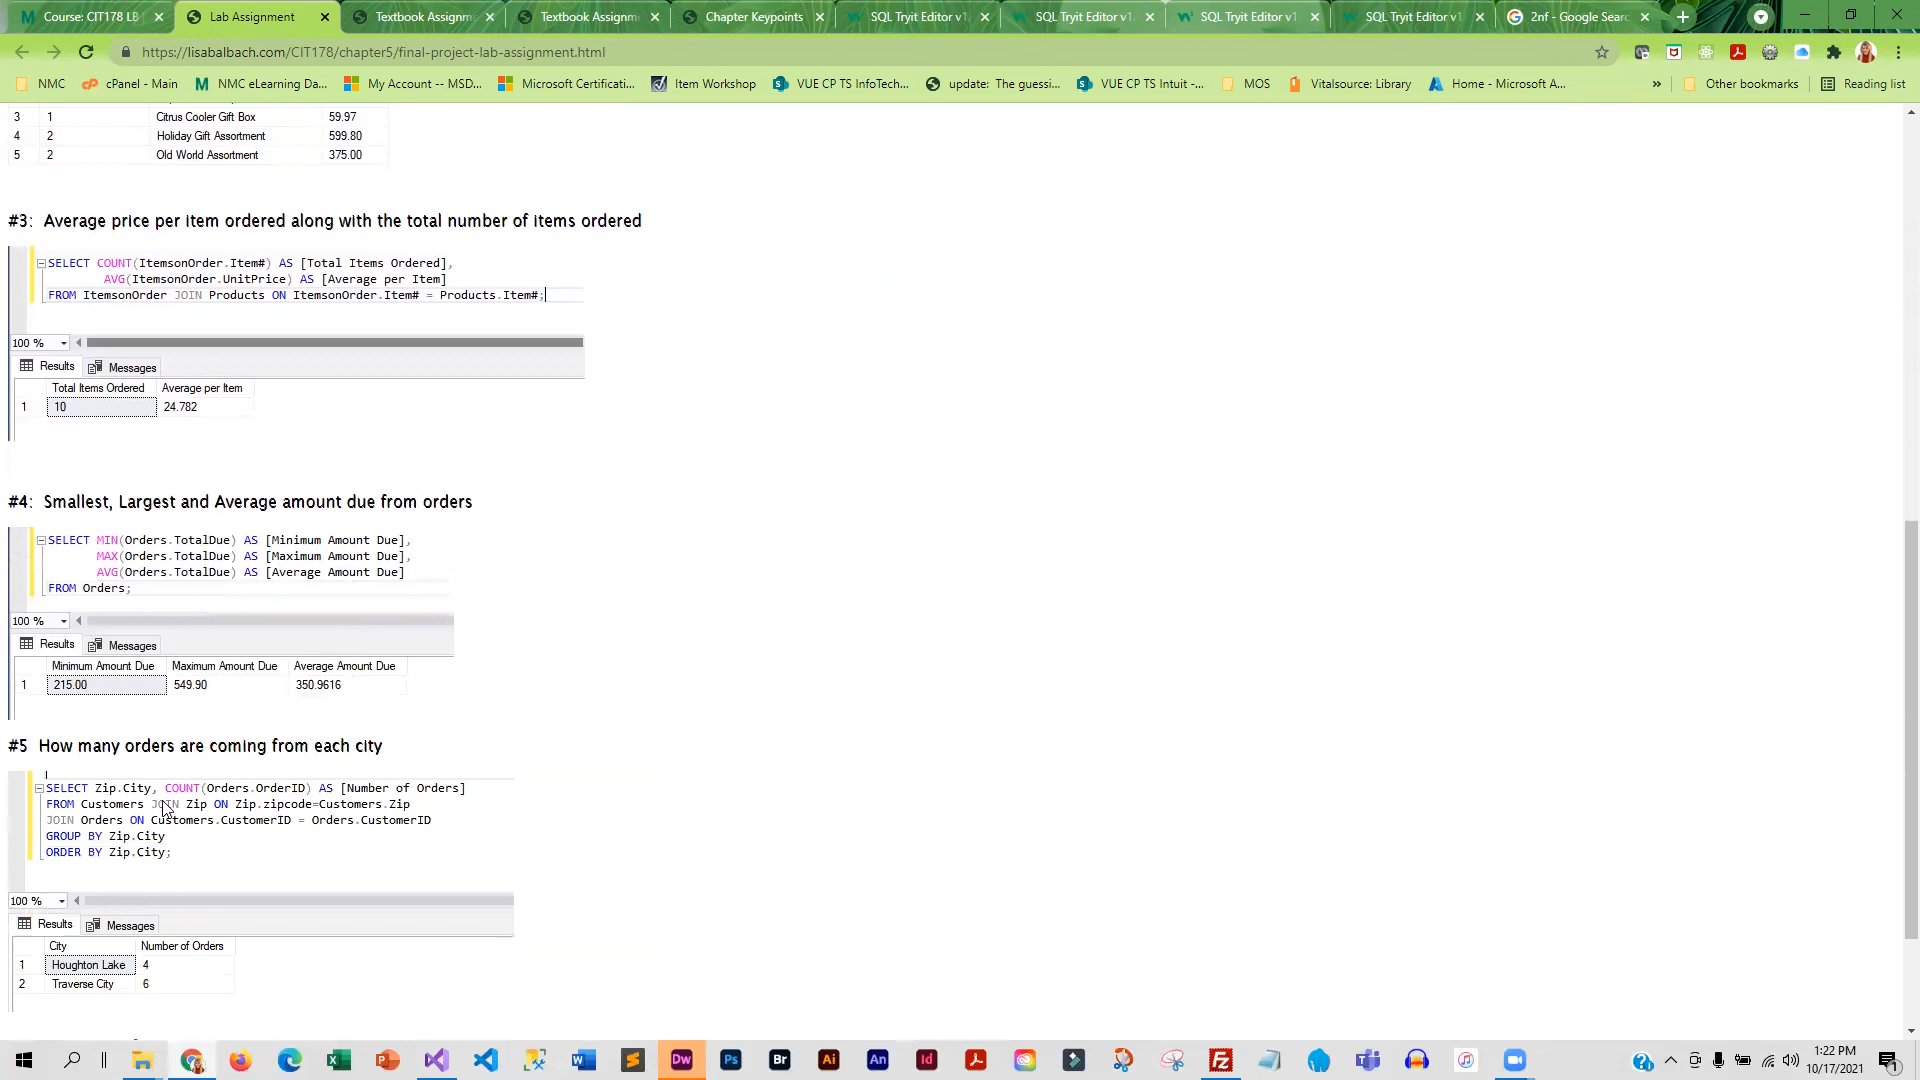 Course: CIT178 LB
Lab Assignment
Textbook Assignm
Textbook Assignm
Chapter Keypoints
SQL Tryit Editor v1
SQL Tryit Editor v1
SQL Tryit Editor v1
SQL Tryit Editor v1
2nf - Google Sear
https://lisabalbach.com/CIT178/chapter5/final-project-lab-assignment.html
NMC
cPanel - Main
NMC eLearning Da...
My Account -- MSD...
Microsoft Certificati...
Item Workshop
VUE CP TS InfoTech...
update: The guessi...
VUE CP TS Intuit -...
MOS
Vitalsource: Library
Home - Microsoft A...
»
Other bookmarks
Reading list
3 1 Citrus Cooler Gift Box 59.97
4 2 Holiday Gift Assortment 599.80
5 2 Old World Assortment 375.00
#3: Average price per item ordered along with the total number of items ordered
SELECT COUNT(ItemsonOrder.Item#) AS [Total Items Ordered],
AVG(ItemsonOrder.UnitPrice) AS [Average per Item]
FROM ItemsonOrder JOIN Products ON ItemsonOrder.Item# = Products.Item#;
100 %
Results Messages
Total Items Ordered Average per Item
1 10 24.782
#4: Smallest, Largest and Average amount due from orders
SELECT MIN(Orders.TotalDue) AS [Minimum Amount Due],
MAX(Orders.TotalDue) AS [Maximum Amount Due],
AVG(Orders.TotalDue) AS [Average Amount Due]
FROM Orders;
100 %
Results Messages
Minimum Amount Due Maximum Amount Due Average Amount Due
1 215.00 549.90 350.9616
#5 How many orders are coming from each city
SELECT Zip.City, COUNT(Orders.OrderID) AS [Number of Orders]
FROM Customers JOIN Zip ON Zip.zipcode=Customers.Zip
JOIN Orders ON Customers.CustomerID = Orders.CustomerID
GROUP BY Zip.City
ORDER BY Zip.City;
100 %
Results Messages
City Number of Orders
1 Houghton Lake 4
2 Traverse City 6
Dw
Ps
Br
Ai
An
Id
1:22 PM
10/17/2021